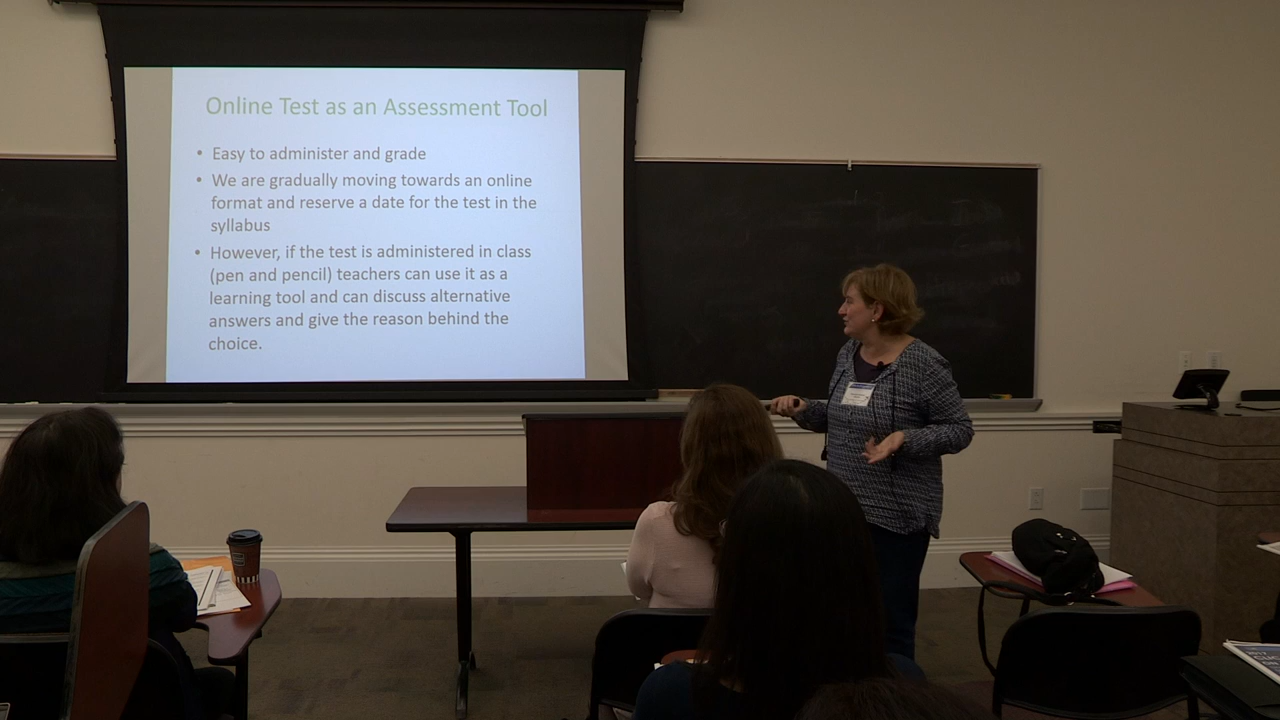 Online Test as an Assessment Tool
• Easy to administer and grade
• We are gradually moving towards an online
format and reserve a date for the test in the
syllabus
• However, if the test is administered in class
(pen and pencil) teachers can use it as a
learning tool and can discuss alternative
answers and give the reason behind the
choice.